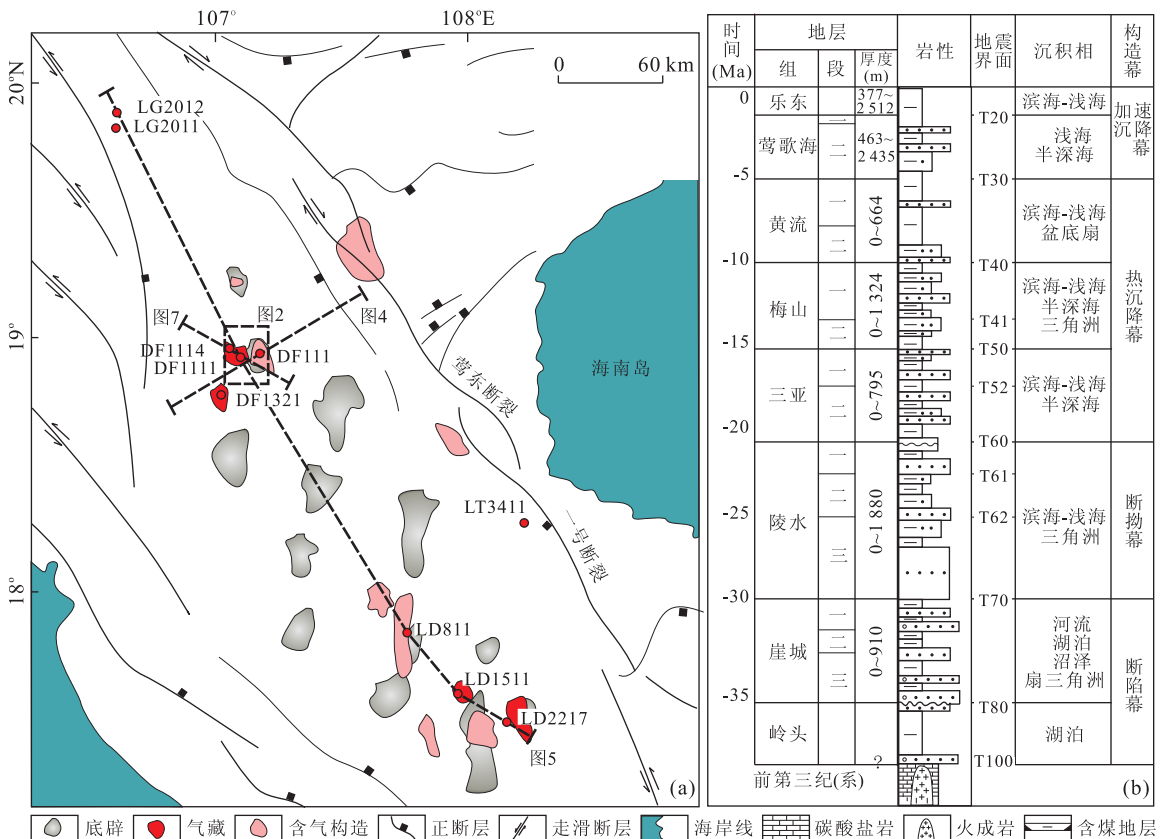 107°
108°E
20°N
19°
18°
0 60 km
LG2012
LG2011
图7
图2
图4
DF1114
DF1111
DF111
DF1321
莺东断裂
海南岛
LT3411
一号断裂
LD811
LD1511
LD2217
图5
(a)
时间(Ma)
地层
组
段
厚度(m)
岩性
地震界面
沉积相
构造幕
0
-5
-10
-15
-20
-25
-30
-35
?
乐东
377~2 512
滨海-浅海
T20
莺歌海
一
二
463~2 435
浅海
半深海
加速沉降幕
T30
黄流
一
二
0~664
滨海-浅海
盆底扇
T40
梅山
一
二
三
0~1 324
T41
滨海-浅海
半深海
三角洲
热沉降幕
T50
三亚
一
二
0~795
T52
滨海-浅海
半深海
T60
陵水
一
二
三
0~1 880
T61
T62
滨海-浅海
三角洲
断拗幕
T70
崖城
一
二
三
0~910
河流
湖泊
沼泽
扇三角洲
断陷幕
T80
岭头
湖泊
T100
前第三纪(系)
(b)
底辟 气藏 含气构造 正断层 走滑断层 海岸线 碳酸盐岩 火成岩 含煤地层